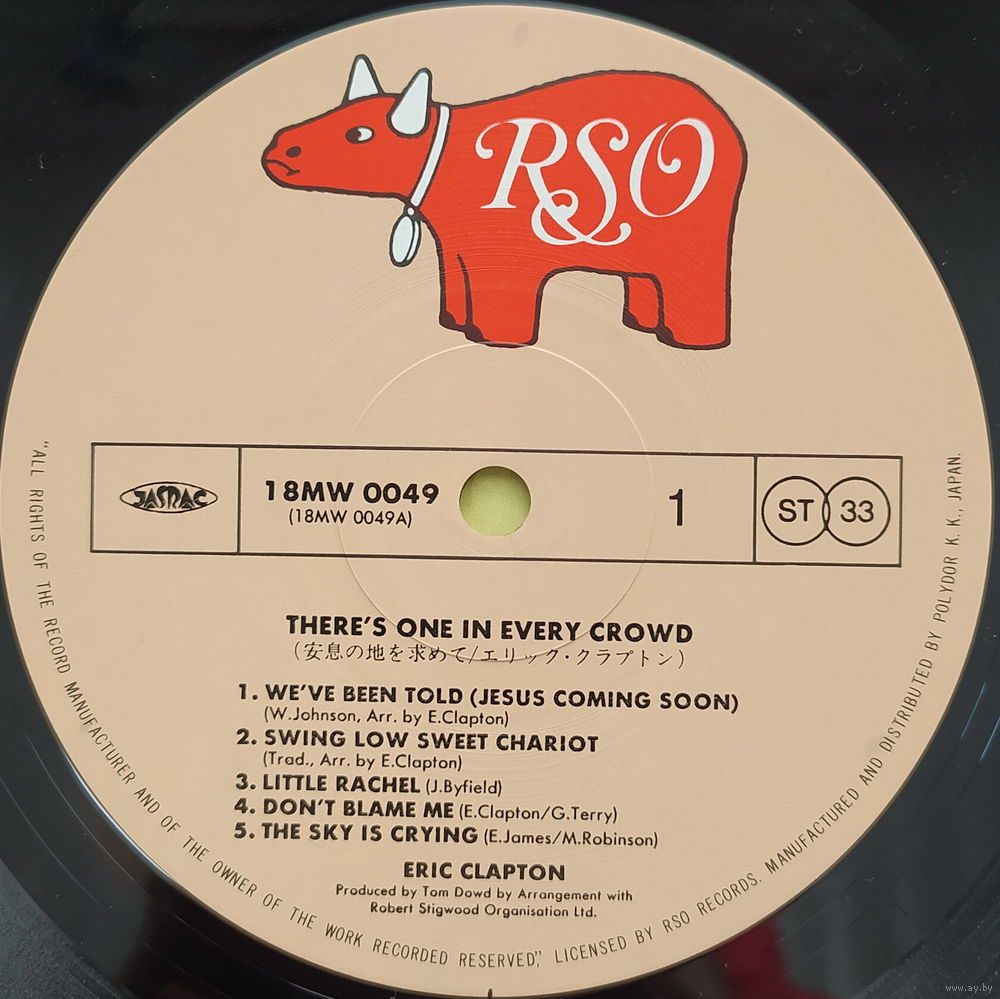 RSO
JASRAC
18MW 0049
(18MW 0049A)
1
ST 33
THERE'S ONE IN EVERY CROWD
(安息の地を求めて/エリック・クラプトン)
1. WE'VE BEEN TOLD (JESUS COMING SOON)
(W.Johnson, Arr. by E.Clapton)
2. SWING LOW SWEET CHARIOT
(Trad., Arr. by E.Clapton)
3. LITTLE RACHEL (J.Byfield)
4. DON'T BLAME ME (E.Clapton/G.Terry)
5. THE SKY IS CRYING (E.James/M.Robinson)
ERIC CLAPTON
Produced by Tom Dowd by Arrangement with
Robert Stigwood Organisation Ltd.
"ALL RIGHTS OF THE RECORD MANUFACTURER AND OF THE OWNER OF THE WORK RECORDED RESERVED", LICENSED BY RSO RECORDS. MANUFACTURED AND DISTRIBUTED BY POLYDOR K. K., JAPAN.
www.ay.by